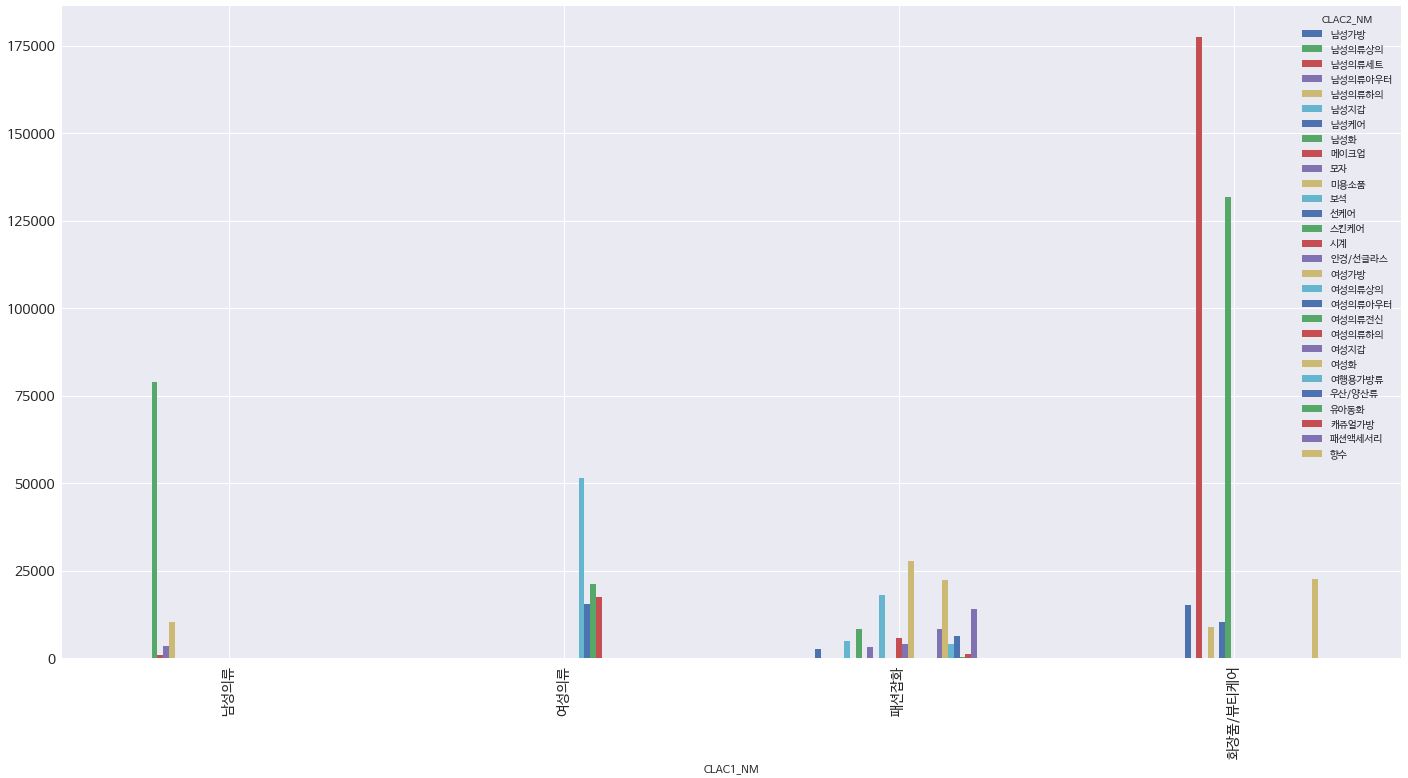 CLAC2_NM
남성가방
남성의류상의
남성의류세트
남성의류아우터
남성의류하의
남성지갑
남성케어
남성화
메이크업
모자
미용소품
보석
선케어
스킨케어
시계
안경/선글라스
여성가방
여성의류상의
여성의류아우터
여성의류전신
여성의류하의
여성지갑
여성화
여행용가방류
우산/양산류
유아동화
캐쥬얼가방
패션액세서리
향수
175000
150000
125000
100000
75000
50000
25000
0
남성의류
여성의류
패션잡화
화장품/뷰티케어
CLAC1_NM